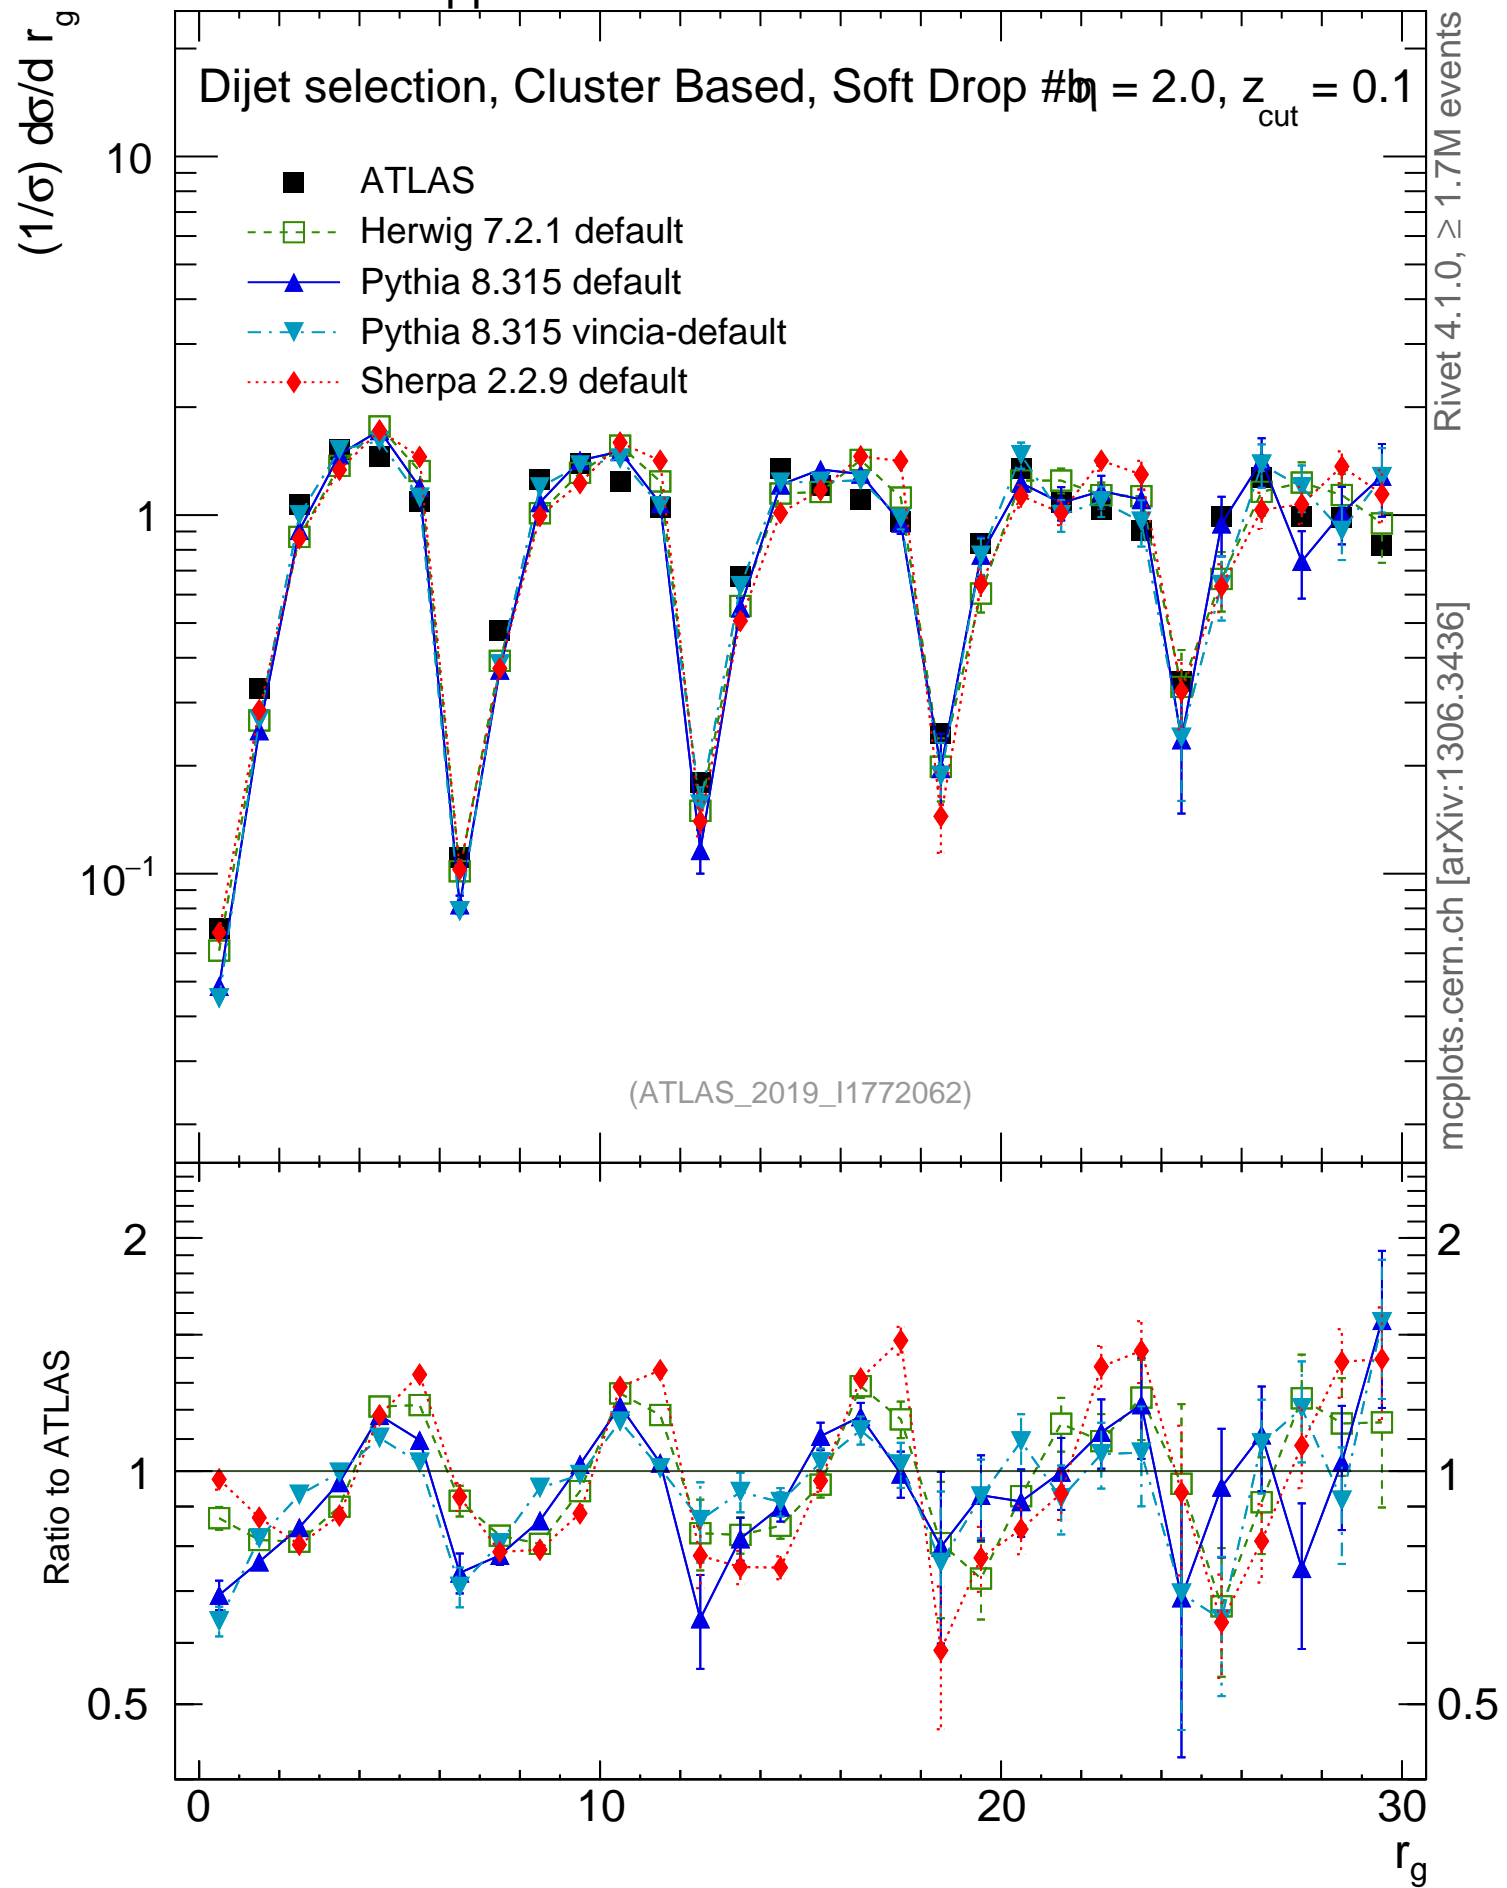 (1/σ) dσ/d r_g
Dijet selection, Cluster Based, Soft Drop = 2.0, z_cut = 0.1
ATLAS
Herwig 7.2.1 default
Pythia 8.315 default
Pythia 8.315 vincia-default
Sherpa 2.2.9 default
10
1
10⁻¹
(ATLAS_2019_I1772062)
Rivet 4.1.0, ≥ 1.7M events
mcplots.cern.ch [arXiv:1306.3436]
Ratio to ATLAS
2
1
0.5
2
1
0.5
0 10 20 30
r_g